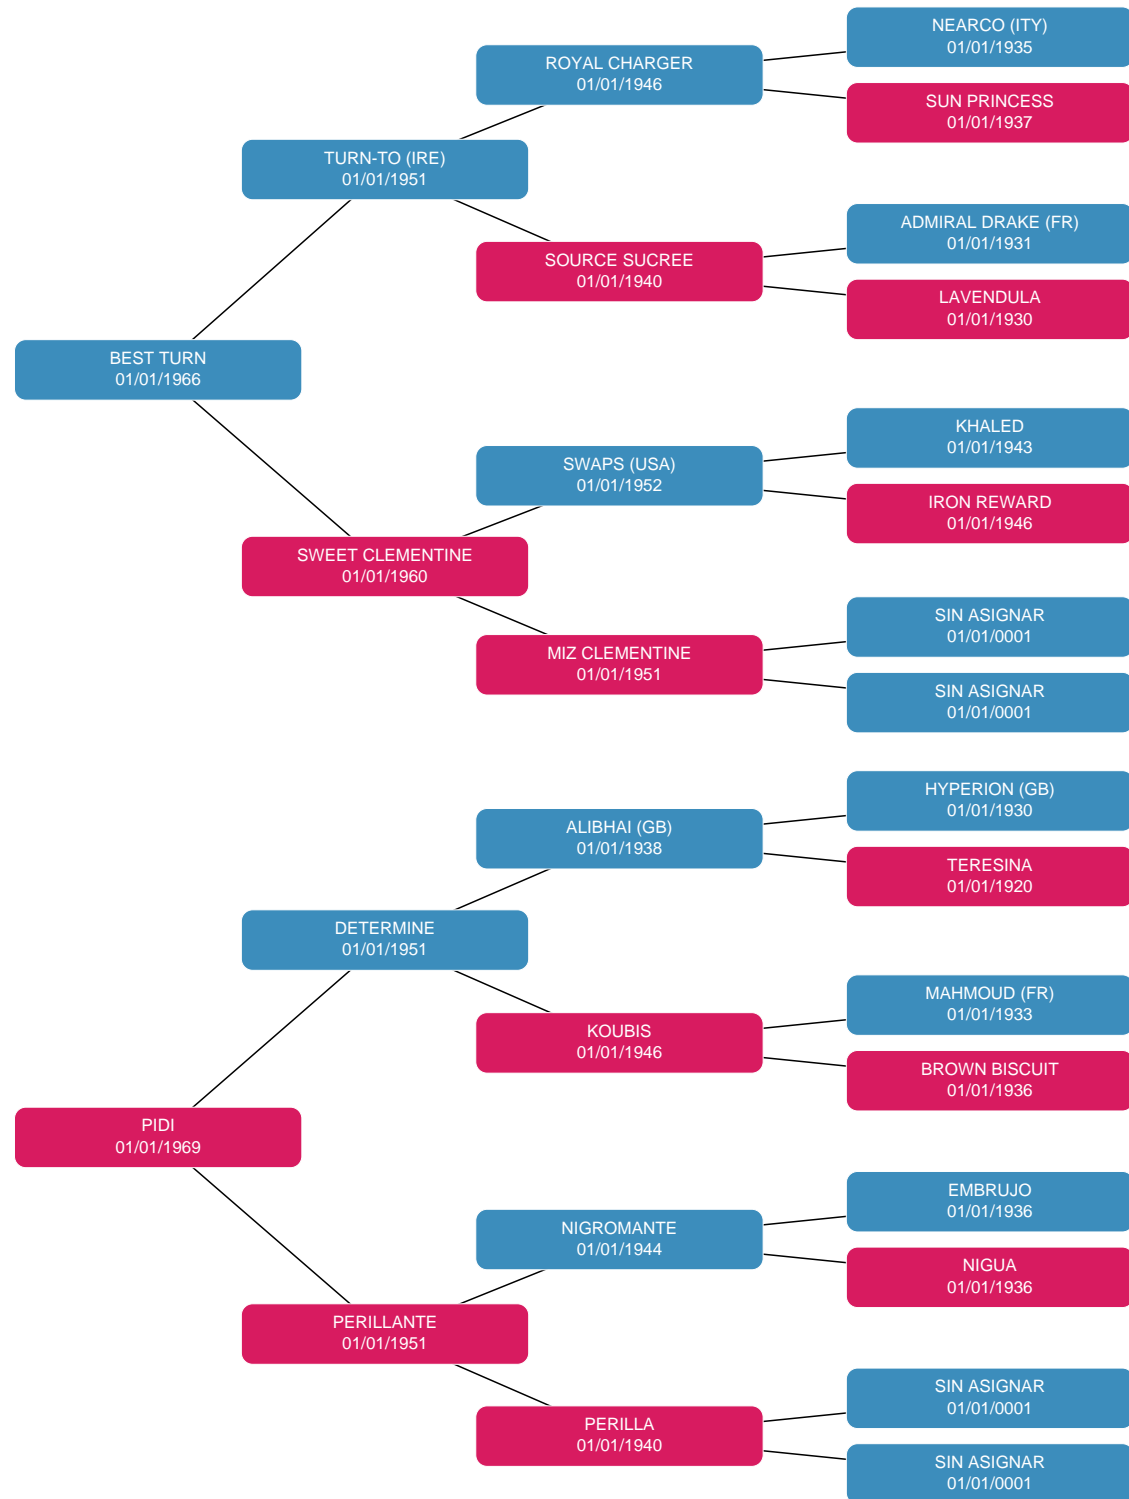 NEARCO (ITY)
01/01/1935
ROYAL CHARGER
01/01/1946
SUN PRINCESS
01/01/1937
TURN-TO (IRE)
01/01/1951
ADMIRAL DRAKE (FR)
01/01/1931
SOURCE SUCREE
01/01/1940
LAVENDULA
01/01/1930
BEST TURN
01/01/1966
KHALED
01/01/1943
SWAPS (USA)
01/01/1952
IRON REWARD
01/01/1946
SWEET CLEMENTINE
01/01/1960
SIN ASIGNAR
01/01/0001
MIZ CLEMENTINE
01/01/1951
SIN ASIGNAR
01/01/0001
HYPERION (GB)
01/01/1930
ALIBHAI (GB)
01/01/1938
TERESINA
01/01/1920
DETERMINE
01/01/1951
MAHMOUD (FR)
01/01/1933
KOUBIS
01/01/1946
BROWN BISCUIT
01/01/1936
PIDI
01/01/1969
EMBRUJO
01/01/1936
NIGROMANTE
01/01/1944
NIGUA
01/01/1936
PERILLANTE
01/01/1951
SIN ASIGNAR
01/01/0001
PERILLA
01/01/1940
SIN ASIGNAR
01/01/0001